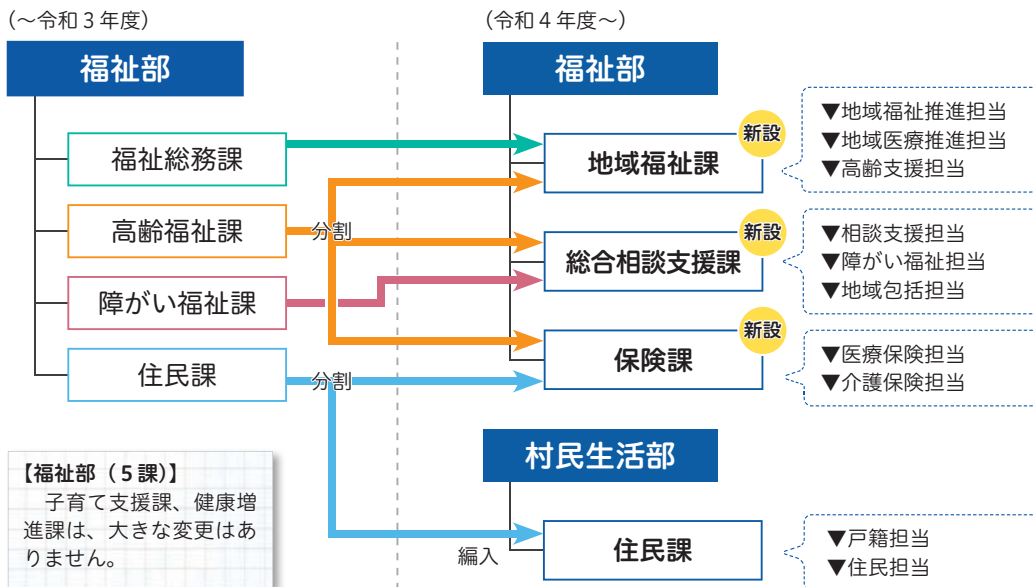 （～令和３年度）
福祉部
福祉総務課
高齢福祉課
分割
障がい福祉課
住民課
分割
【福祉部（５課）】
子育て支援課、健康増
進課は、大きな変更はあ
りません。
（令和４年度～）
福祉部
新設
地域福祉課
▼地域福祉推進担当
▼地域医療推進担当
▼高齢支援担当
新設
総合相談支援課
▼相談支援担当
▼障がい福祉担当
▼地域包括担当
新設
保険課
▼医療保険担当
▼介護保険担当
村民生活部
編入
住民課
▼戸籍担当
▼住民担当